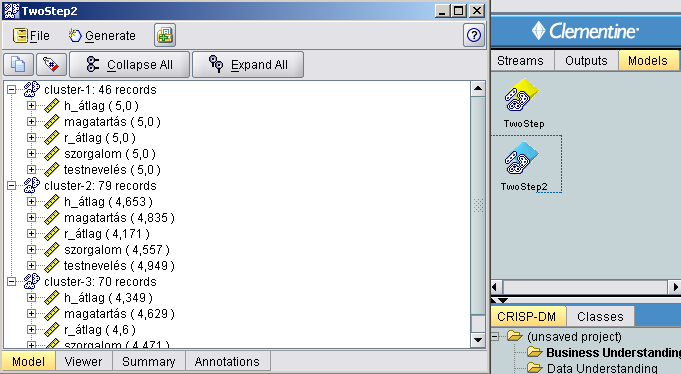 TwoStep2
File Generate
Collapse All Expand All
cluster-1: 46 records
h_átlag ( 5,0 )
magatartás ( 5,0 )
r_átlag ( 5,0 )
szorgalom ( 5,0 )
testnevelés ( 5,0 )
cluster-2: 79 records
h_átlag ( 4,653 )
magatartás ( 4,835 )
r_átlag ( 4,171 )
szorgalom ( 4,557 )
testnevelés ( 4,949 )
cluster-3: 70 records
h_átlag ( 4,349 )
magatartás ( 4,629 )
r_átlag ( 4,6 )
szorgalom ( 4,471 )
Model Viewer Summary Annotations
Clementine
Streams Outputs Models
TwoStep
TwoStep2
CRISP-DM Classes
(unsaved project)
Business Understanding
Data Understanding